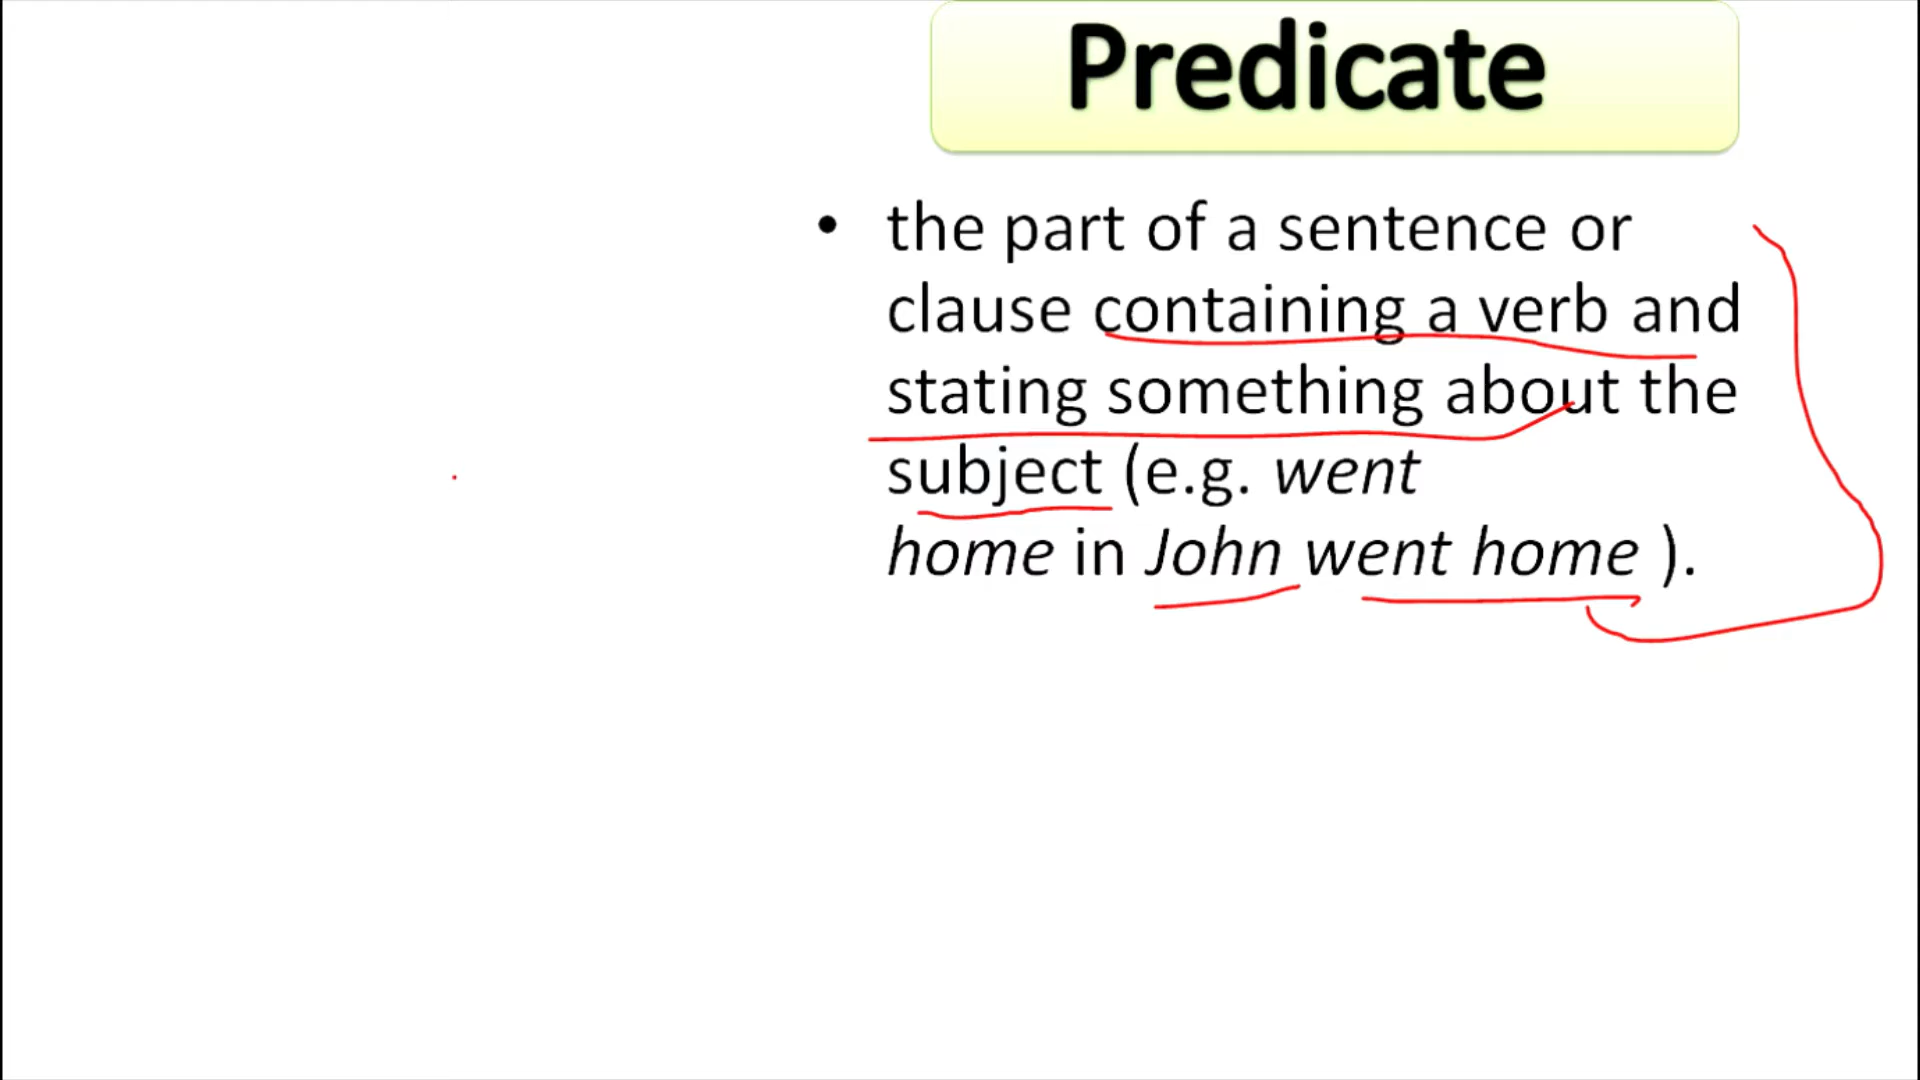 Predicate
• the part of a sentence or
clause containing a verb and
stating something about the
subject (e.g. went
home in John went home ).